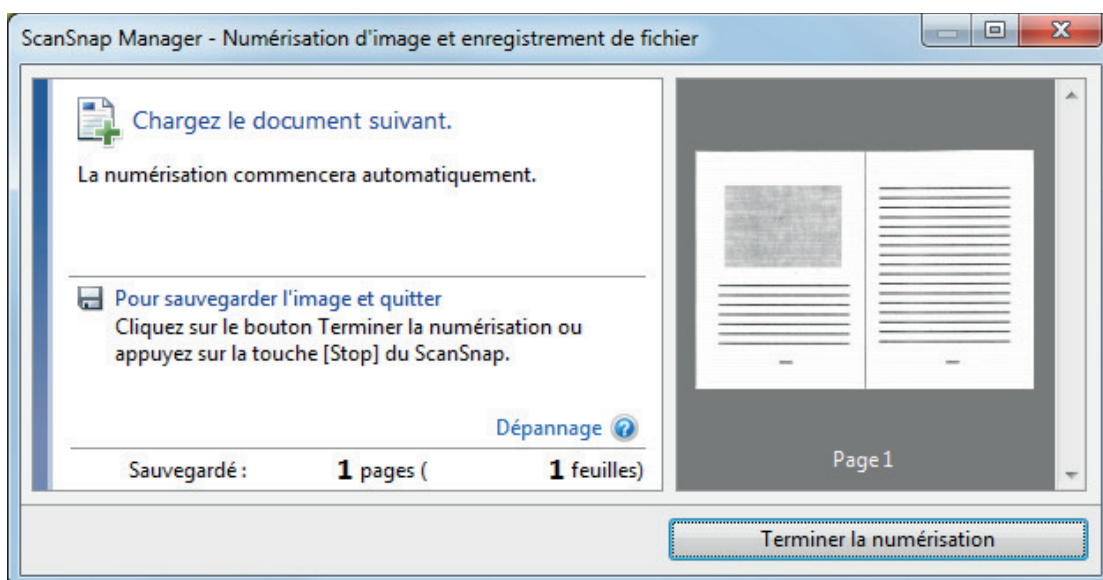 ScanSnap Manager - Numérisation d'image et enregistrement de fichier
Chargez le document suivant.
La numérisation commencera automatiquement.
Pour sauvegarder l'image et quitter
Cliquez sur le bouton Terminer la numérisation ou
appuyez sur la touche [Stop] du ScanSnap.
Dépannage
Sauvegardé : 1 pages ( 1 feuilles)
Page 1
Terminer la numérisation